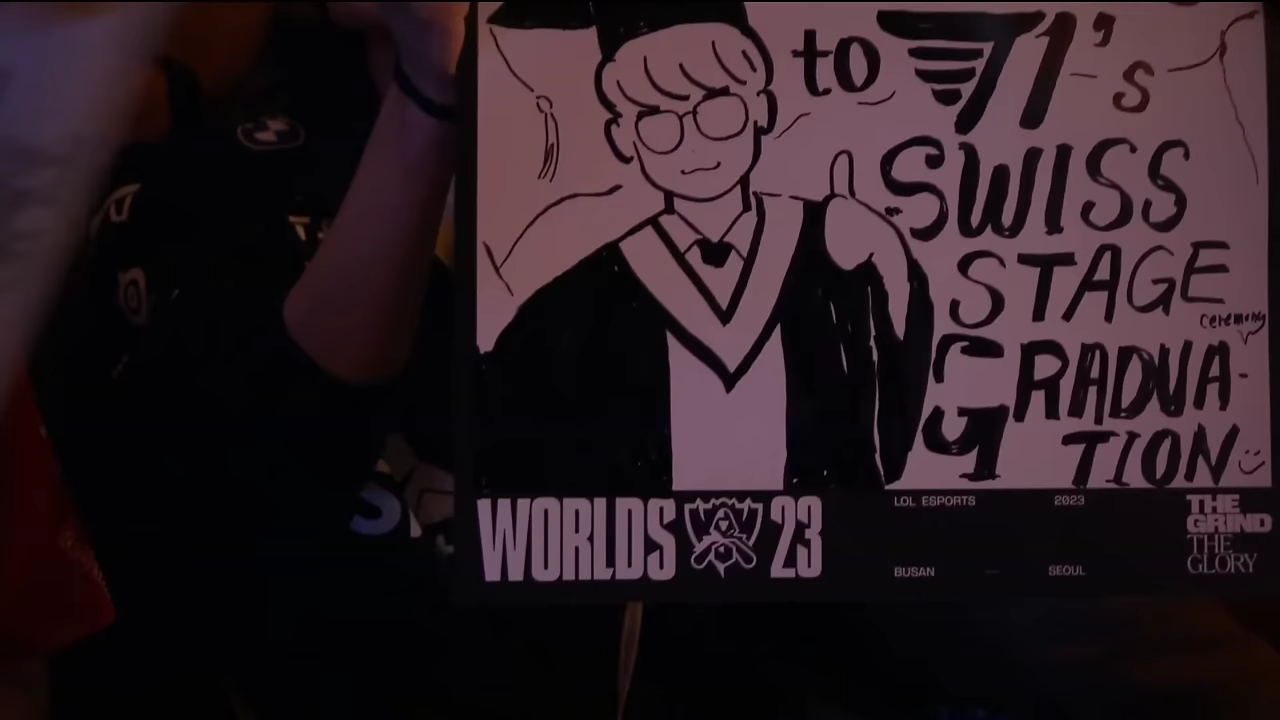 to T1's
SWISS
STAGE
ceremony
GRADUA-
TION
WORLDS 23
LOL ESPORTS 2023
BUSAN — SEOUL
THE
GRIND
THE
GLORY